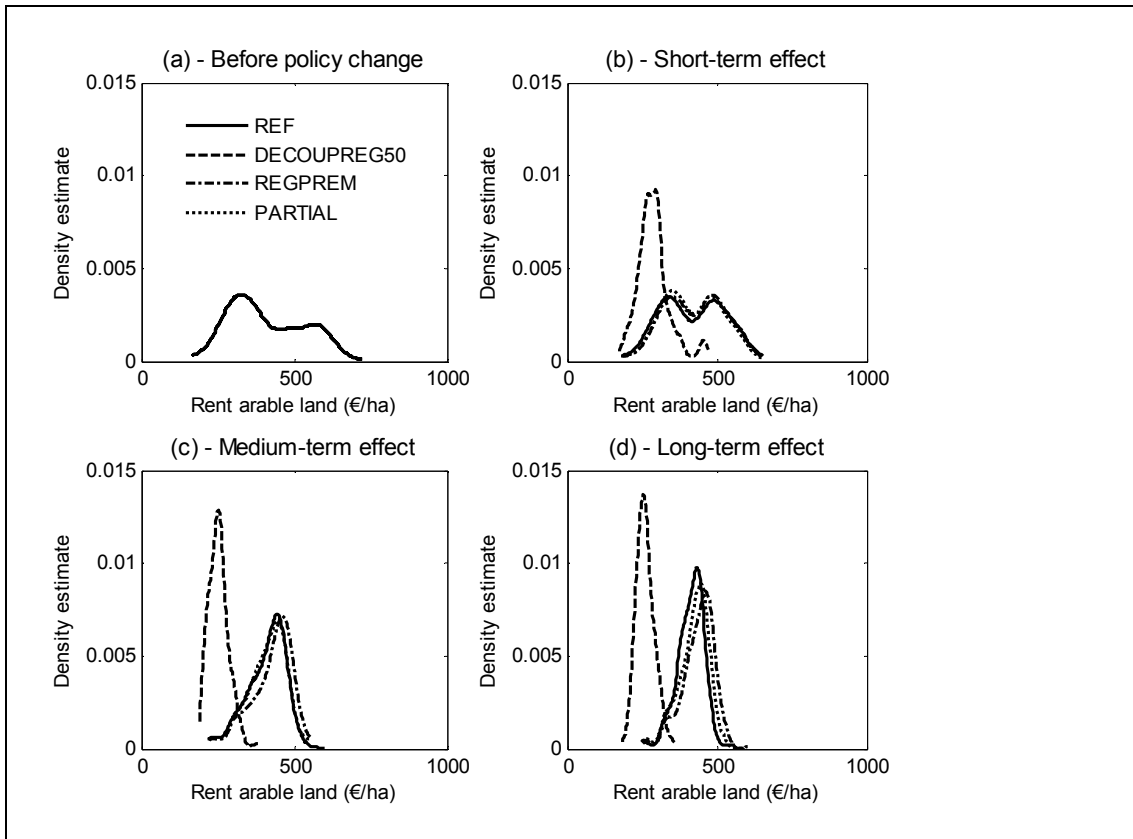 (a) - Before policy change
0.015
0.01
0.005
0
Density estimate
REF
DECOUPREG50
REGPREM
PARTIAL
0 500 1000
Rent arable land (€/ha)
(b) - Short-term effect
0.015
0.01
0.005
0
Density estimate
0 500 1000
Rent arable land (€/ha)
(c) - Medium-term effect
0.015
0.01
0.005
0
Density estimate
0 500 1000
Rent arable land (€/ha)
(d) - Long-term effect
0.015
0.01
0.005
0
Density estimate
0 500 1000
Rent arable land (€/ha)